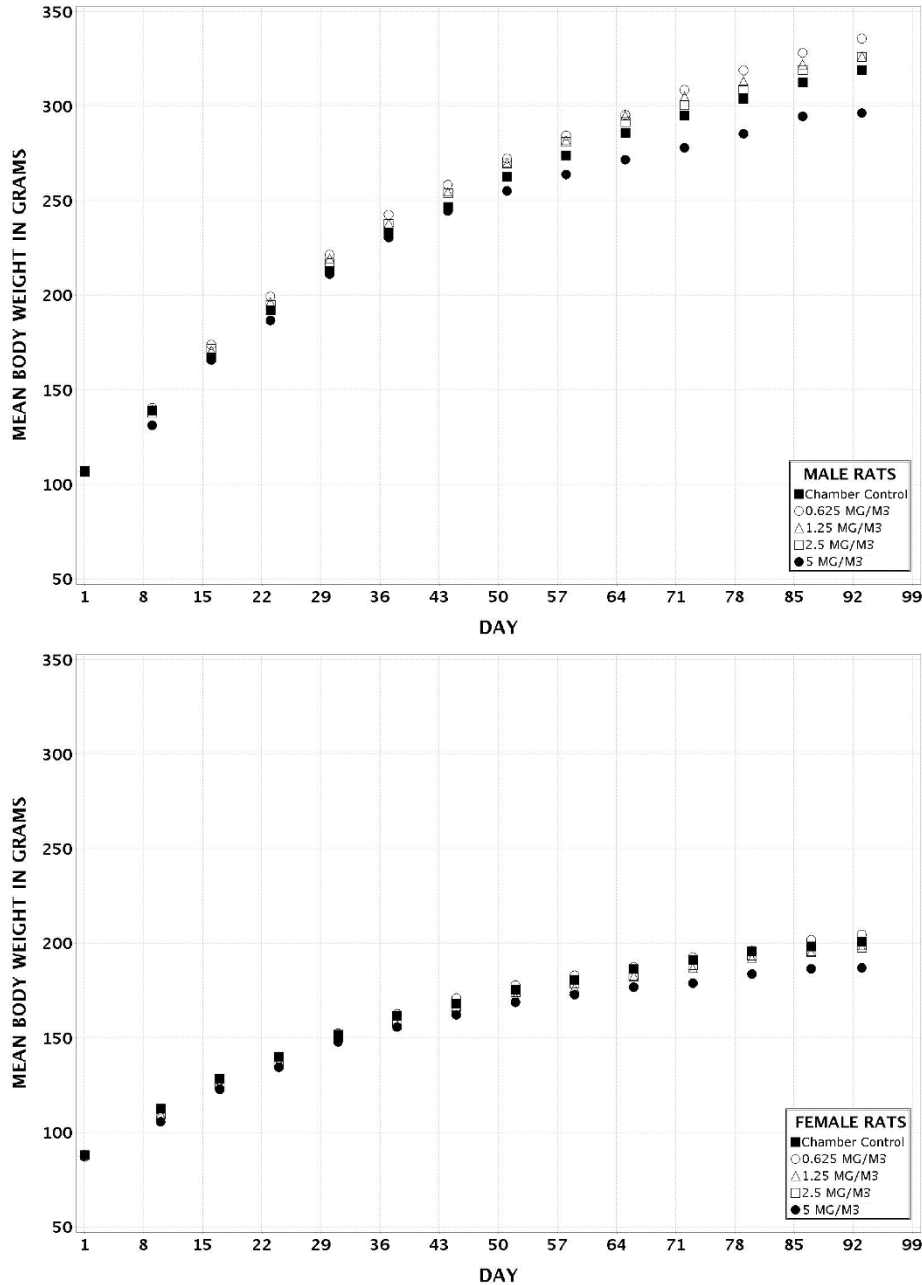 350
300
250
200
150
100
50
MEAN BODY WEIGHT IN GRAMS
MALE RATS
■Chamber Control
○0.625 MG/M3
△1.25 MG/M3
□2.5 MG/M3
●5 MG/M3
1 8 15 22 29 36 43 50 57 64 71 78 85 92 99
DAY
350
300
250
200
150
100
50
MEAN BODY WEIGHT IN GRAMS
FEMALE RATS
■Chamber Control
○0.625 MG/M3
△1.25 MG/M3
□2.5 MG/M3
●5 MG/M3
1 8 15 22 29 36 43 50 57 64 71 78 85 92 99
DAY